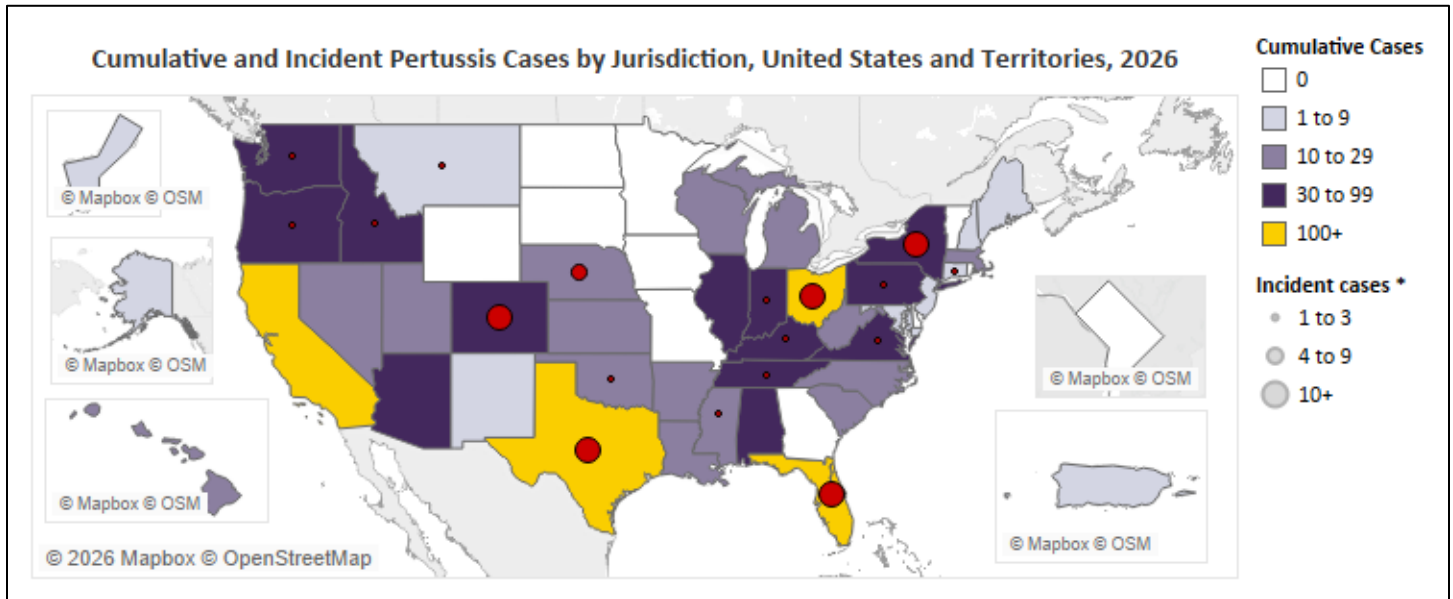 Cumulative and Incident Pertussis Cases by Jurisdiction, United States and Territories, 2026
© Mapbox © OSM
© Mapbox © OSM
© Mapbox © OSM
© 2026 Mapbox © OpenStreetMap
© Mapbox © OSM
© Mapbox © OSM
Cumulative Cases
0
1 to 9
10 to 29
30 to 99
100+
Incident cases *
1 to 3
4 to 9
10+